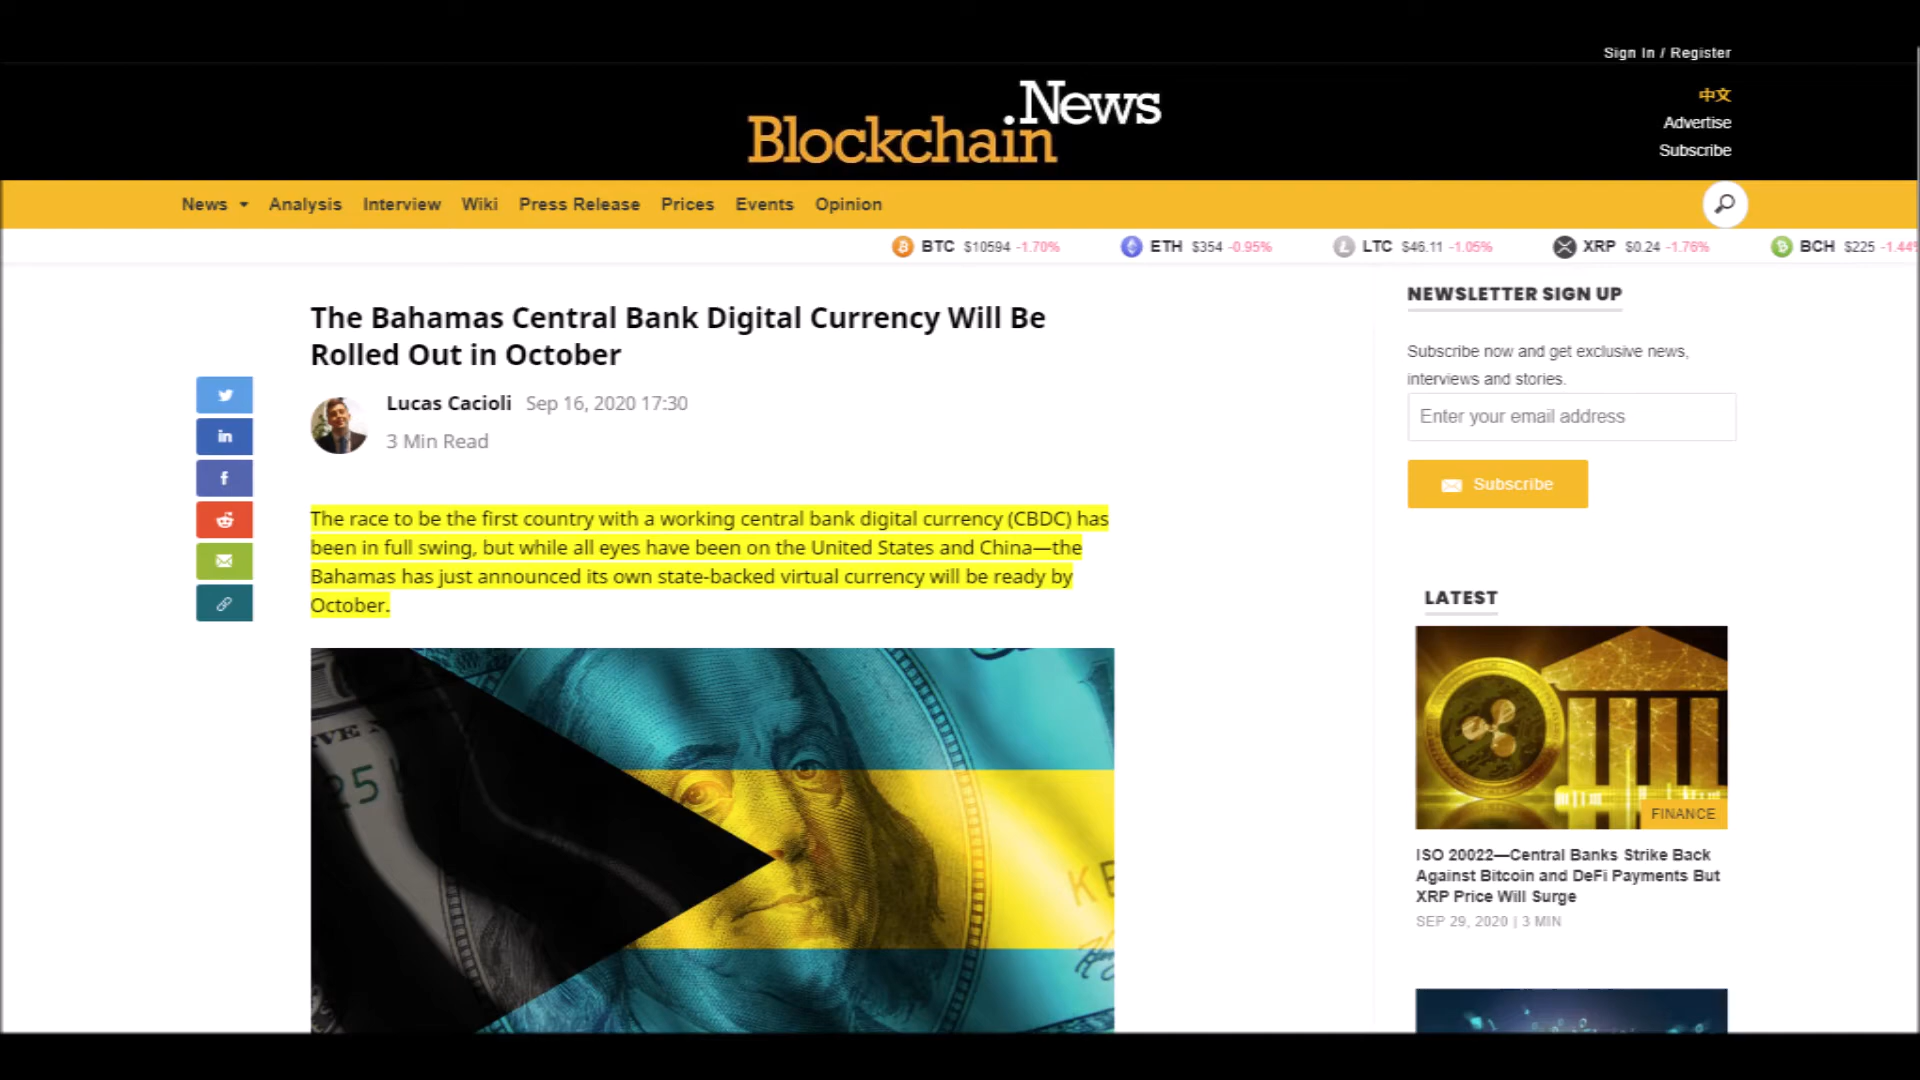 Sign In / Register
.News
Blockchain
中文
Advertise
Subscribe
News Analysis Interview Wiki Press Release Prices Events Opinion
BTC $10594 -1.70% ETH $354 -0.95% LTC $46.11 -1.05% XRP $0.24 -1.76% BCH $225 -1.44%
The Bahamas Central Bank Digital Currency Will Be
Rolled Out in October
Lucas Cacioli Sep 16, 2020 17:30
3 Min Read
The race to be the first country with a working central bank digital currency (CBDC) has
been in full swing, but while all eyes have been on the United States and China—the
Bahamas has just announced its own state-backed virtual currency will be ready by
October.
NEWSLETTER SIGN UP
Subscribe now and get exclusive news,
interviews and stories.
Enter your email address
Subscribe
LATEST
FINANCE
ISO 20022—Central Banks Strike Back
Against Bitcoin and DeFi Payments But
XRP Price Will Surge
SEP 29, 2020 | 3 MIN